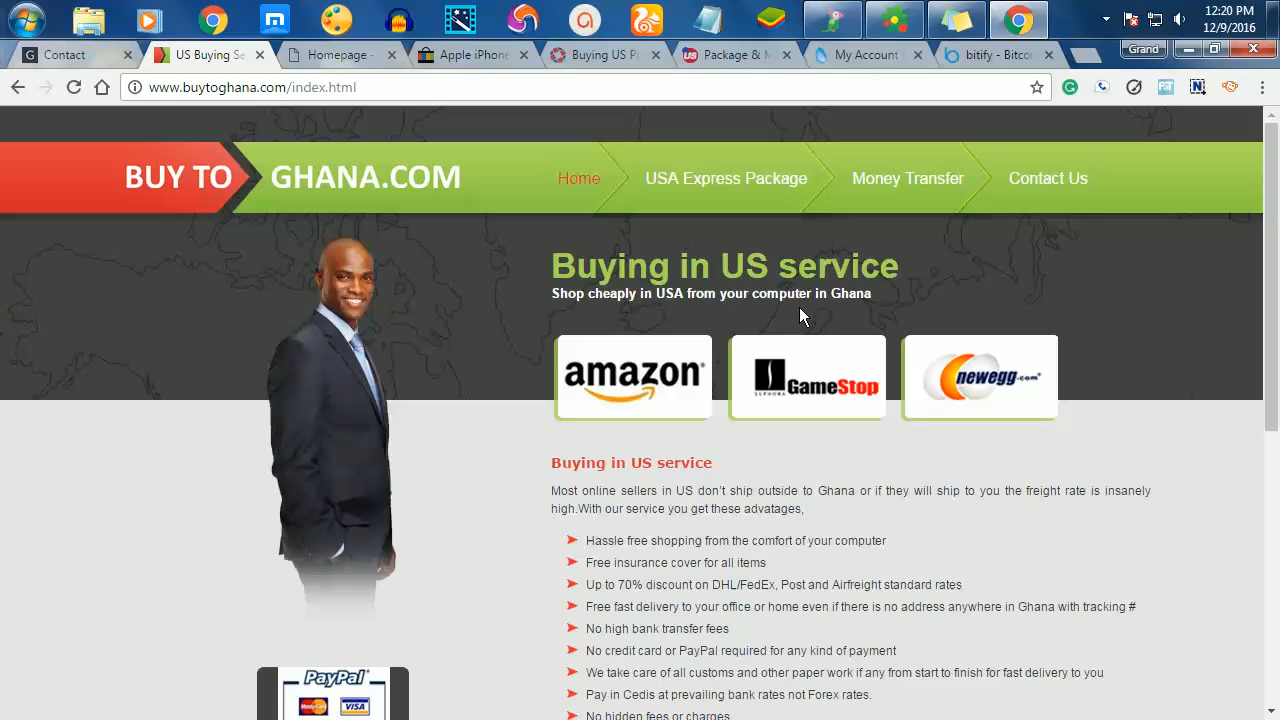 12:20 PM
12/9/2016
Contact
US Buying Se
Homepage -
Apple iPhone
Buying US P
US Package & M
My Account
bitify - Bitco
Grand
www.buytoghana.com/index.html
BUY TO GHANA.COM
Home
USA Express Package
Money Transfer
Contact Us
Buying in US service
Shop cheaply in USA from your computer in Ghana
amazon
SEPHORA GameStop
newegg.com
Buying in US service
Most online sellers in US don't ship outside to Ghana or if they will ship to you the freight rate is insanely
high.With our service you get these advatages,
Hassle free shopping from the comfort of your computer
Free insurance cover for all items
Up to 70% discount on DHL/FedEx, Post and Airfreight standard rates
Free fast delivery to your office or home even if there is no address anywhere in Ghana with tracking #
No high bank transfer fees
No credit card or PayPal required for any kind of payment
We take care of all customs and other paper work if any from start to finish for fast delivery to you
Pay in Cedis at prevailing bank rates not Forex rates.
No hidden fees or charges
PayPal
MasterCard VISA